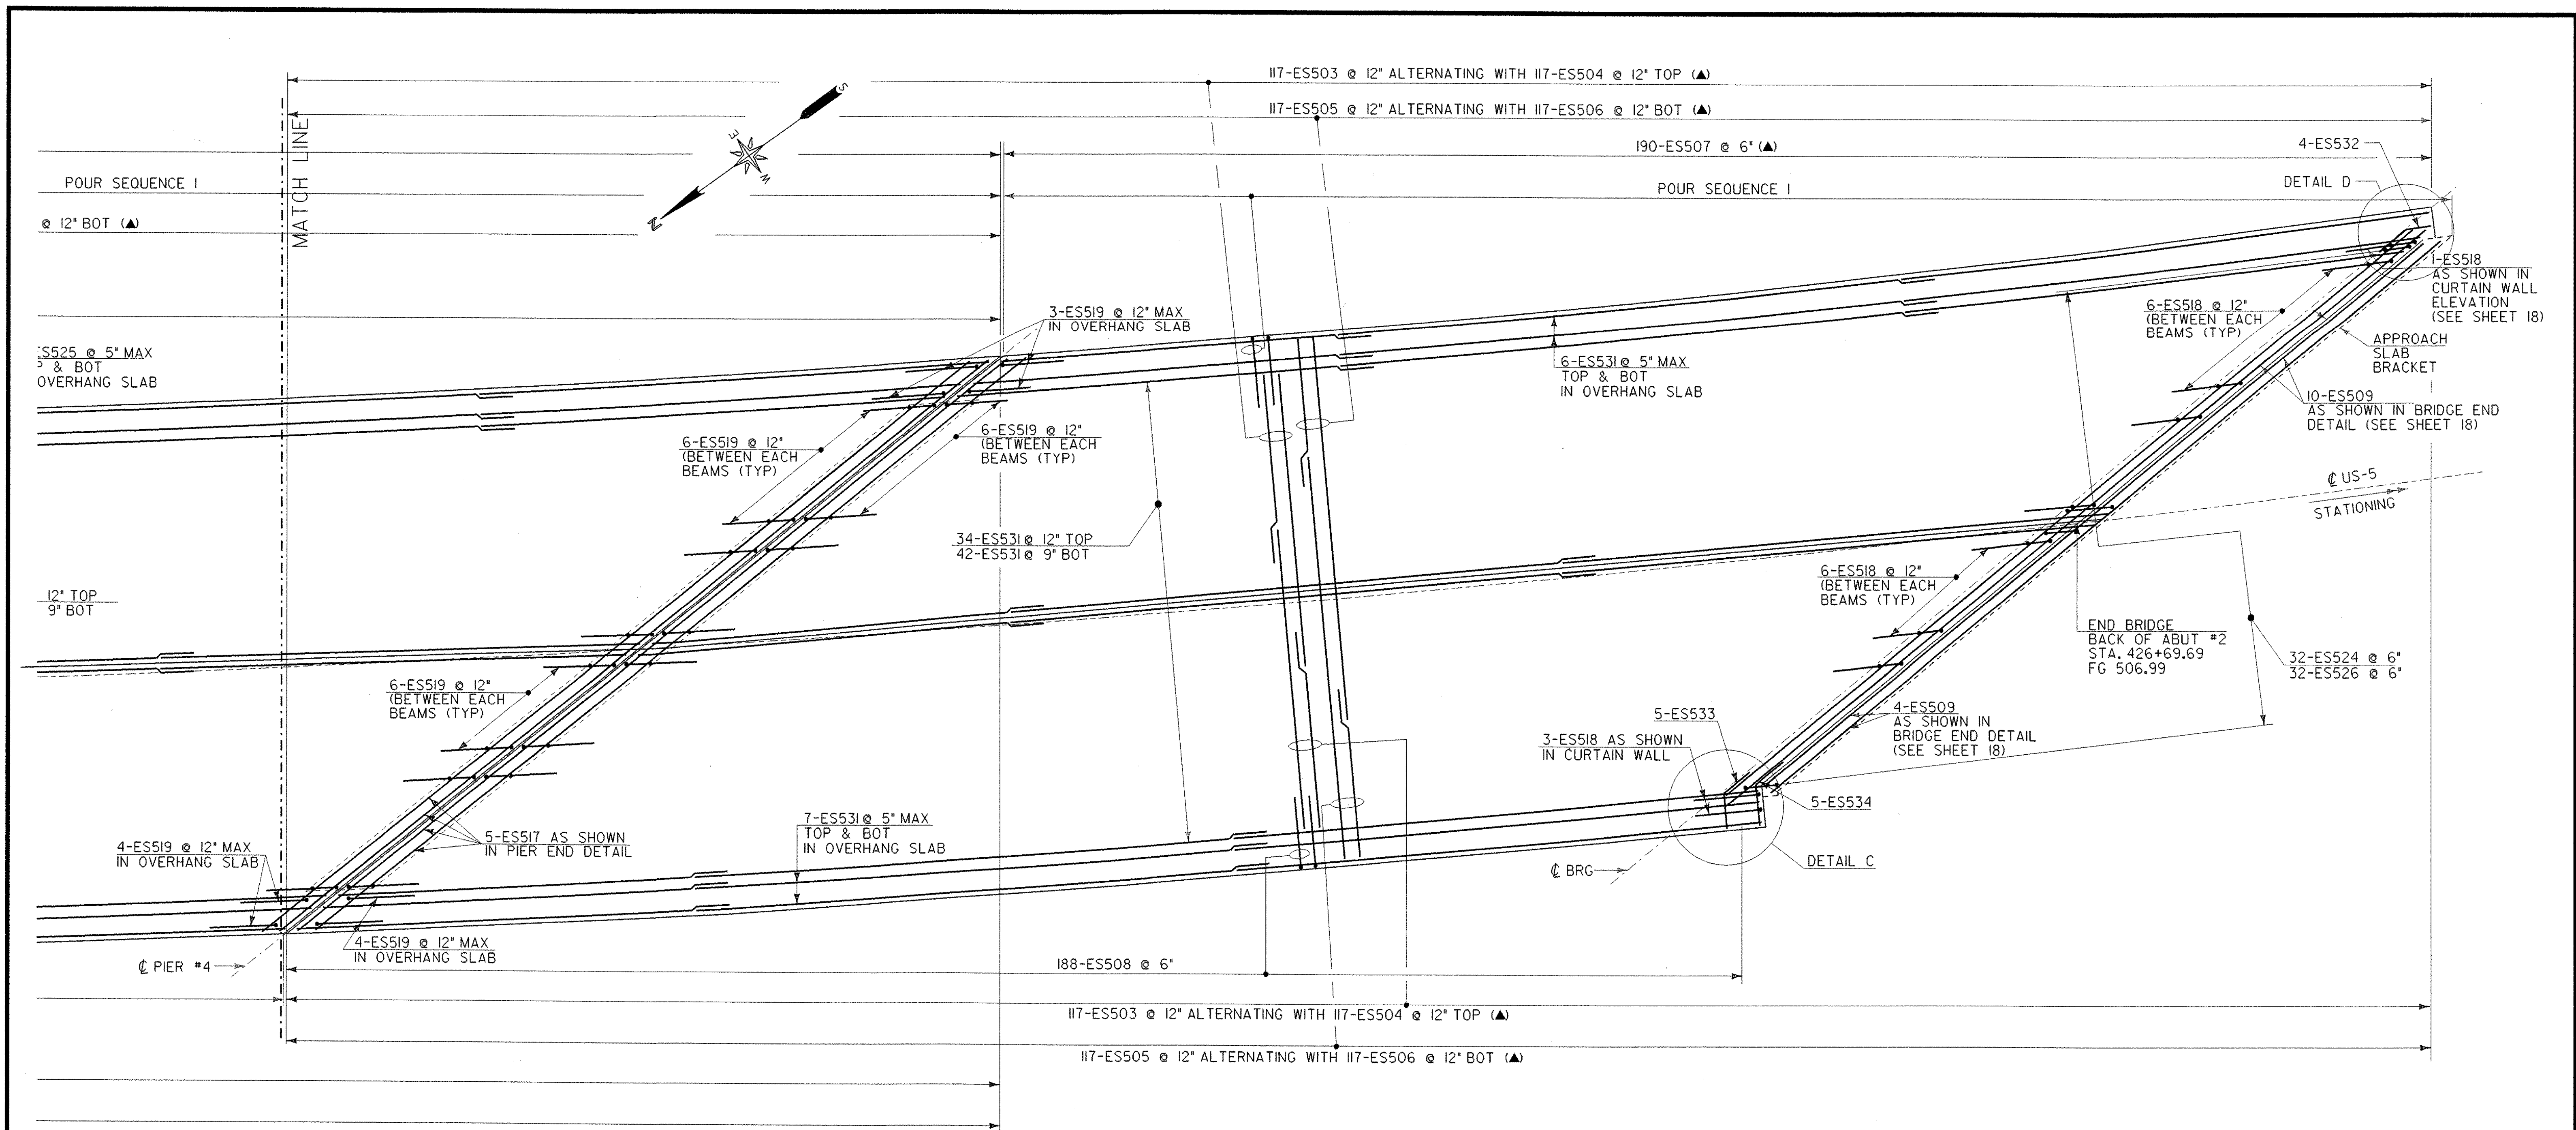 117-ES503 @ 12" ALTERNATING WITH 117-ES504 @ 12" TOP (▲)
117-ES505 @ 12" ALTERNATING WITH 117-ES506 @ 12" BOT (▲)
190-ES507 @ 6" (▲)
4-ES532
POUR SEQUENCE 1
MATCH LINE
S
E
W
N
POUR SEQUENCE 1
DETAIL D
@ 12" BOT (▲)
1-ES518
AS SHOWN IN
CURTAIN WALL
ELEVATION
(SEE SHEET 18)
3-ES519 @ 12" MAX
IN OVERHANG SLAB
6-ES518 @ 12"
(BETWEEN EACH
BEAMS (TYP)
APPROACH
SLAB
BRACKET
ES525 @ 5" MAX
P & BOT
OVERHANG SLAB
6-ES531 @ 5" MAX
TOP & BOT
IN OVERHANG SLAB
10-ES509
AS SHOWN IN BRIDGE END
DETAIL (SEE SHEET 18)
6-ES519 @ 12"
(BETWEEN EACH
BEAMS (TYP)
6-ES519 @ 12"
(BETWEEN EACH
BEAMS (TYP)
℄ US-5
STATIONING
34-ES531 @ 12" TOP
42-ES531 @ 9" BOT
6-ES518 @ 12"
(BETWEEN EACH
BEAMS (TYP)
12" TOP
9" BOT
END BRIDGE
BACK OF ABUT #2
STA. 426+69.69
FG 506.99
32-ES524 @ 6"
32-ES526 @ 6"
6-ES519 @ 12"
(BETWEEN EACH
BEAMS (TYP)
5-ES533
4-ES509
AS SHOWN IN
BRIDGE END DETAIL
(SEE SHEET 18)
3-ES518 AS SHOWN
IN CURTAIN WALL
5-ES534
7-ES531 @ 5" MAX
TOP & BOT
IN OVERHANG SLAB
5-ES517 AS SHOWN
IN PIER END DETAIL
4-ES519 @ 12" MAX
IN OVERHANG SLAB
DETAIL C
℄ BRG
4-ES519 @ 12" MAX
IN OVERHANG SLAB
℄ PIER #4
188-ES508 @ 6"
117-ES503 @ 12" ALTERNATING WITH 117-ES504 @ 12" TOP (▲)
117-ES505 @ 12" ALTERNATING WITH 117-ES506 @ 12" BOT (▲)